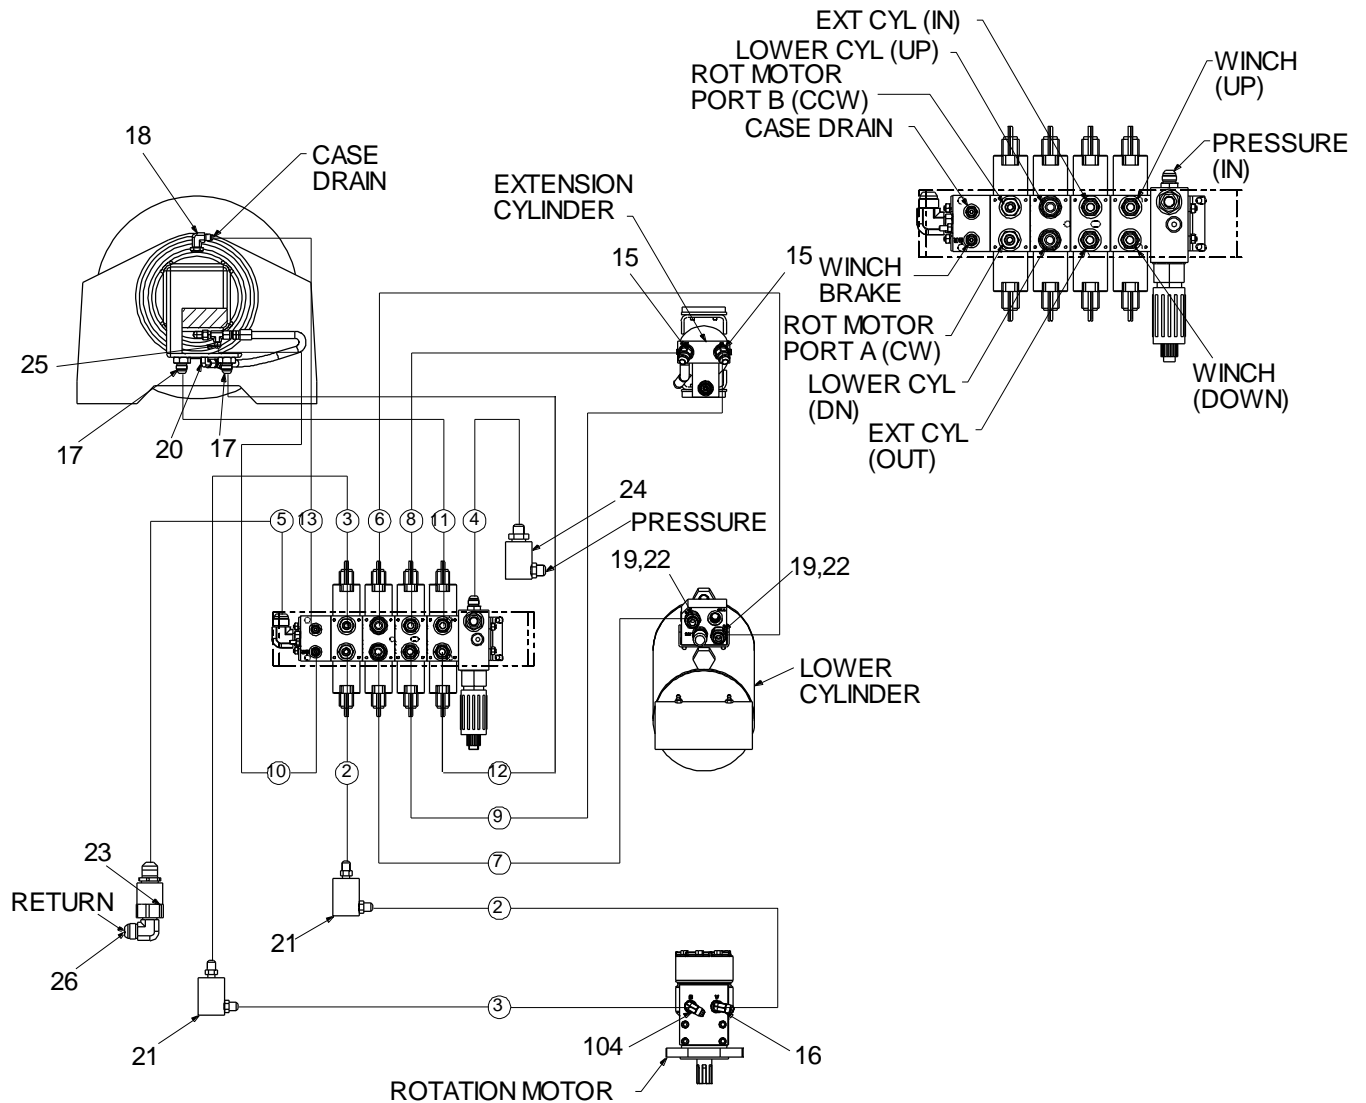 EXT CYL (IN)
LOWER CYL (UP)
ROT MOTOR
PORT B (CCW)
CASE DRAIN
WINCH
(UP)
PRESSURE
(IN)
18
CASE
DRAIN
EXTENSION
CYLINDER
15
15
WINCH
BRAKE
ROT MOTOR
PORT A (CW)
LOWER CYL
(DN)
EXT CYL
(OUT)
WINCH
(DOWN)
25
17
20
17
24
PRESSURE
5
13
3
6
8
11
4
19,22
19,22
LOWER
CYLINDER
10
2
12
9
7
23
RETURN
26
21
2
21
3
104
16
ROTATION MOTOR